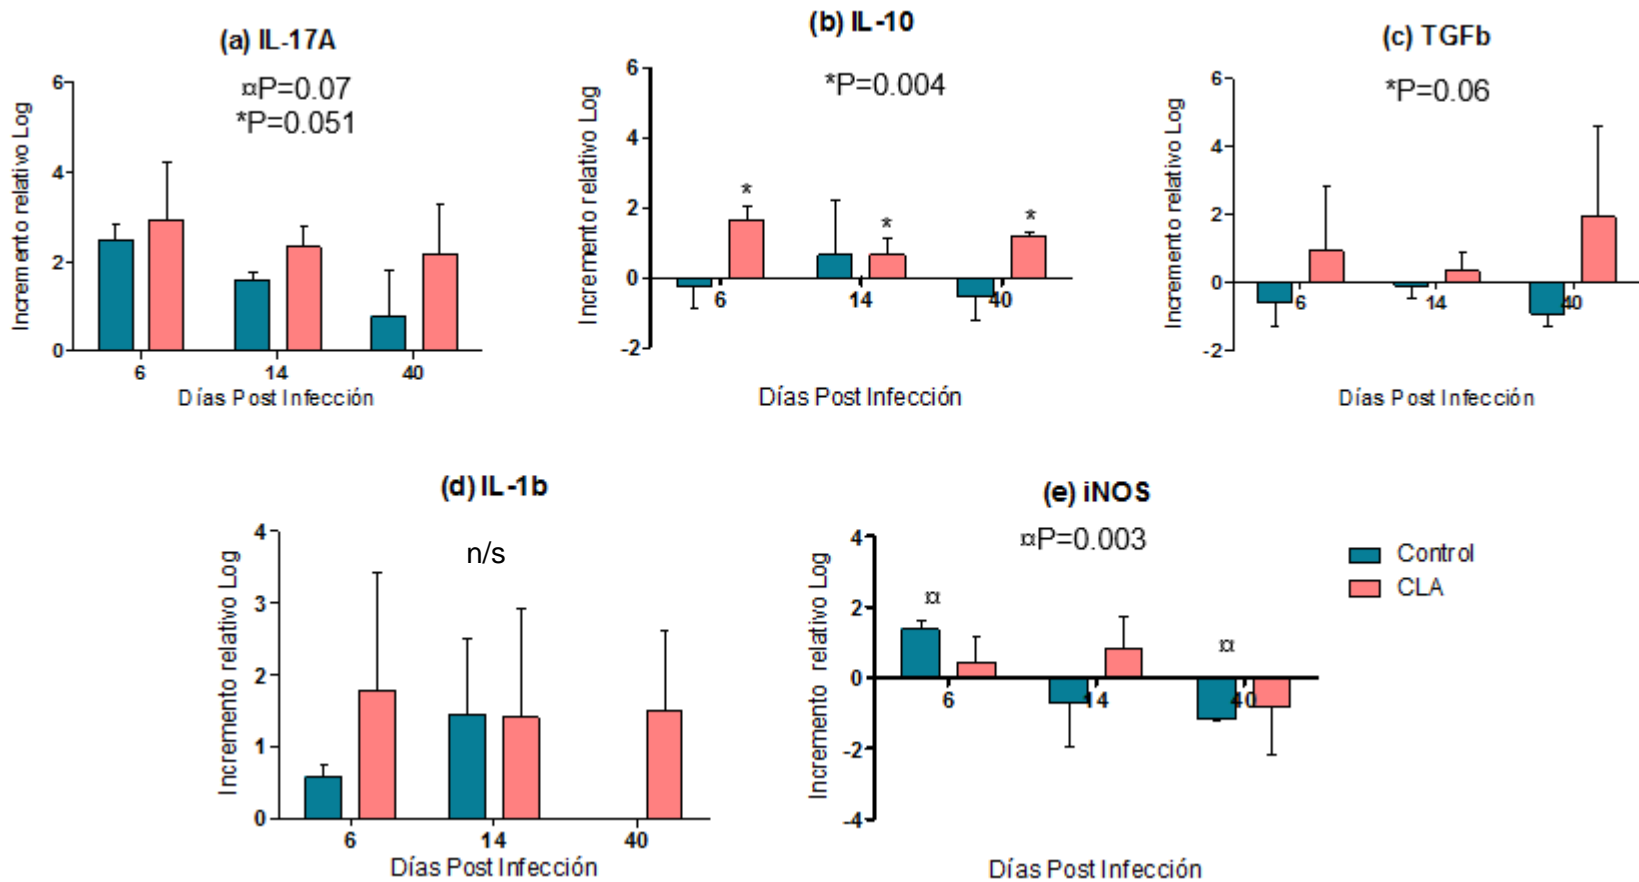 (a) IL-17A
¤P=0.07
*P=0.051
Incremento relativo Log
6
4
2
0
6
14
40
Días Post Infección
(b) IL-10
*P=0.004
Incremento relativo Log
6
4
2
0
-2
*
*
*
6
14
40
Días Post Infección
(c) TGFb
*P=0.06
Incremento relativo Log
6
4
2
0
-2
6
14
40
Días Post Infección
(d) IL-1b
n/s
Incremento relativo Log
4
3
2
1
0
6
14
40
Días Post Infección
(e) iNOS
¤P=0.003
Incremento relativo Log
4
2
0
-2
-4
¤
¤
6
14
40
Días Post Infección
Control
CLA